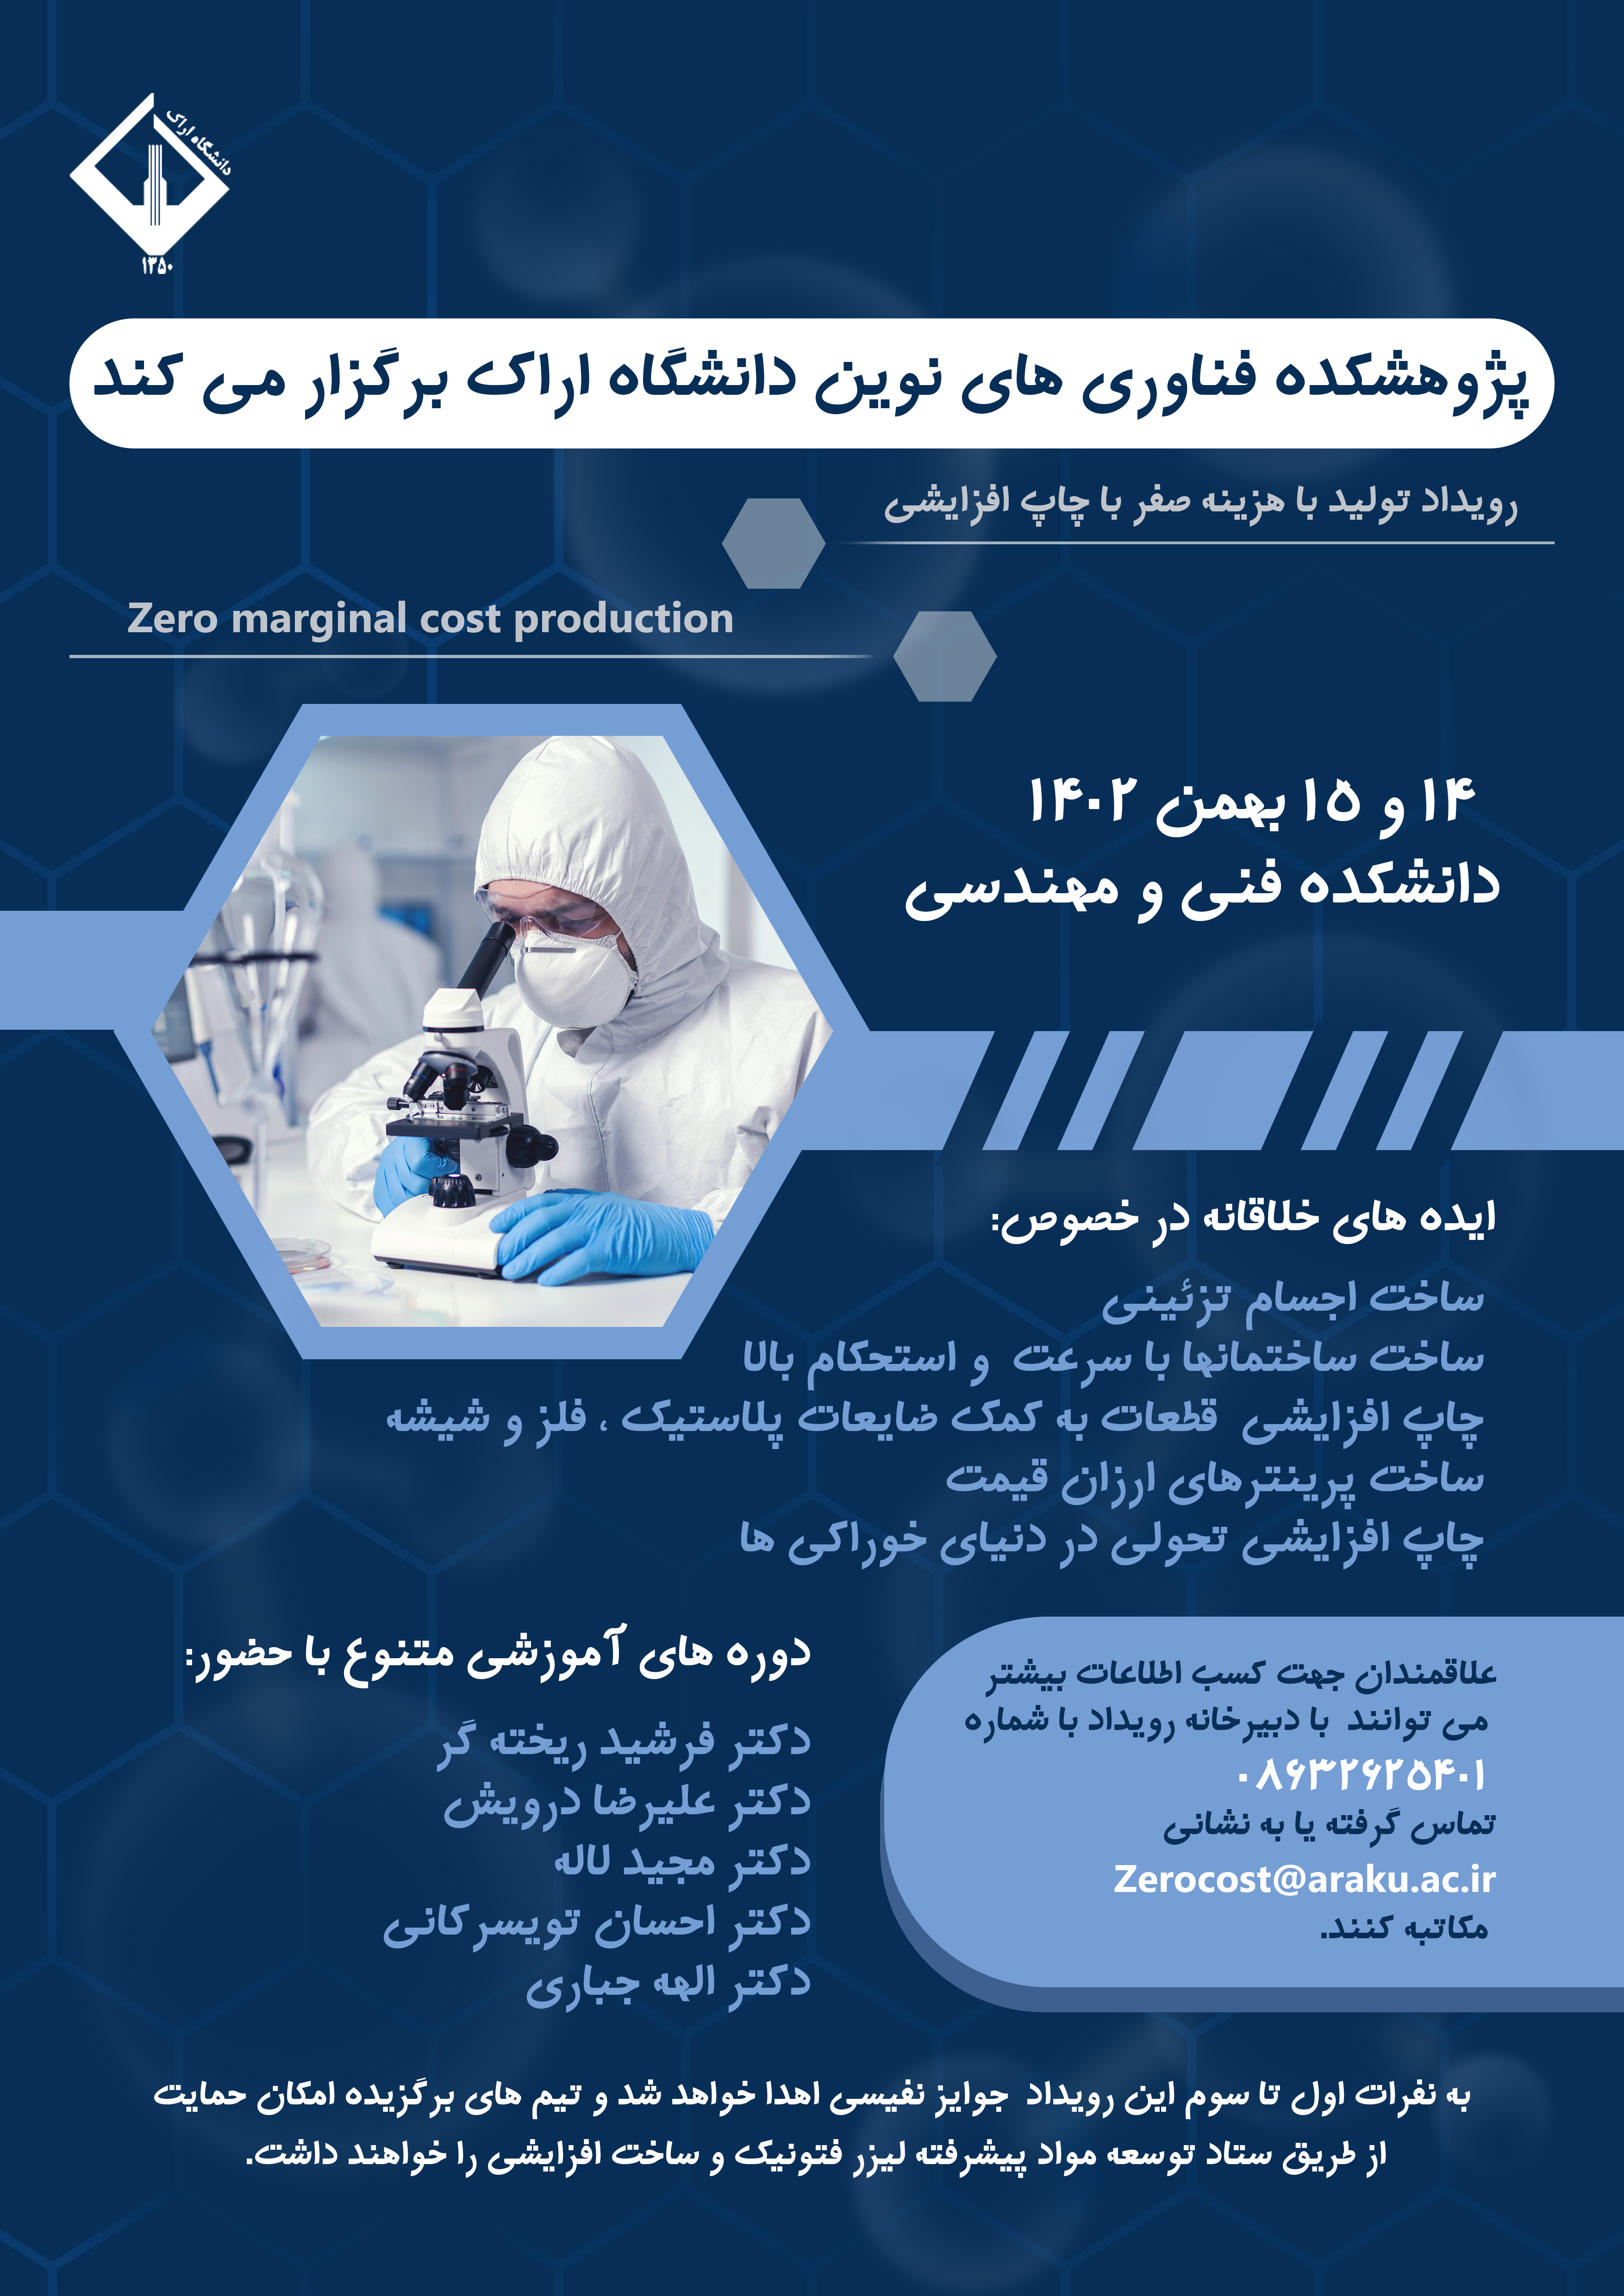 دانشگاه اراک
۱۳۵۰
پژوهشکده فناوری های نوین دانشگاه اراک برگزار می کند
رویداد تولید با هزینه صفر با چاپ افزایشی
Zero marginal cost production
۱۴ و ۱۵ بهمن ۱۴۰۲
دانشکده فنی و مهندسی
ایده های خلاقانه در خصوص:
ساخت اجسام تزئینی
ساخت ساختمانها با سرعت و استحکام بالا
چاپ افزایشی قطعات به کمک ضایعات پلاستیک ، فلز و شیشه
ساخت پرینترهای ارزان قیمت
چاپ افزایشی تحولی در دنیای خوراکی ها
علاقمندان جهت کسب اطلاعات بیشتر
می توانند با دبیرخانه رویداد با شماره
۰۸۶۳۲۶۲۵۴۰۱
تماس گرفته یا به نشانی
Zerocost@araku.ac.ir
مکاتبه کنند.
دوره های آموزشی متنوع با حضور:
دکتر فرشید ریخته گر
دکتر علیرضا درویش
دکتر مجید لاله
دکتر احسان تویسرکانی
دکتر الهه جباری
به نفرات اول تا سوم این رویداد جوایز نفیسی اهدا خواهد شد و تیم های برگزیده امکان حمایت
از طریق ستاد توسعه مواد پیشرفته لیزر فتونیک و ساخت افزایشی را خواهند داشت.